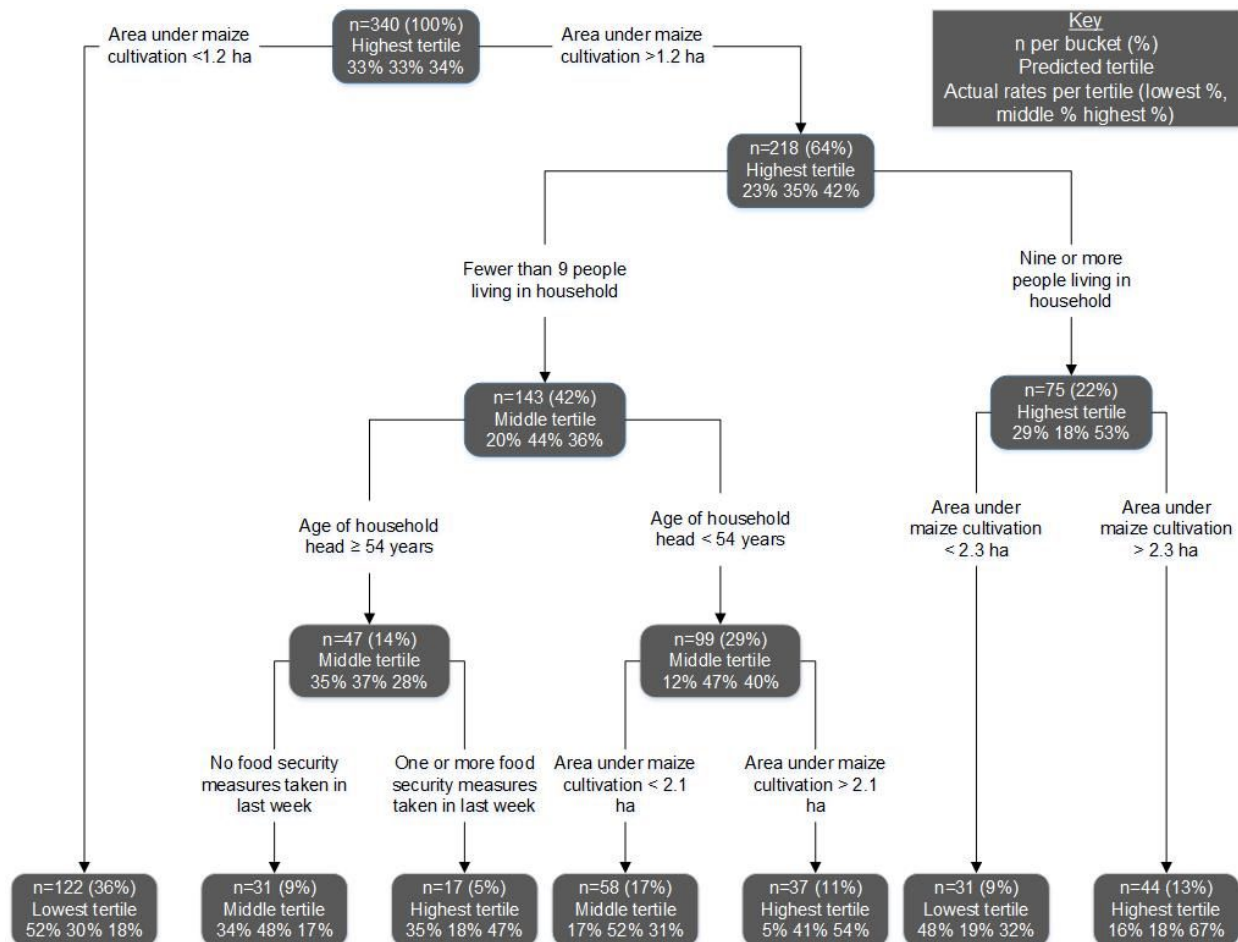 n=340 (100%)
Highest tertile
33% 33% 34%
Area under maize
cultivation <1.2 ha
Area under maize
cultivation >1.2 ha
Key
n per bucket (%)
Predicted tertile
Actual rates per tertile (lowest %,
middle % highest %)
n=218 (64%)
Highest tertile
23% 35% 42%
Fewer than 9 people
living in household
Nine or more
people living in
household
n=143 (42%)
Middle tertile
20% 44% 36%
n=75 (22%)
Highest tertile
29% 18% 53%
Age of household
head ≥ 54 years
Age of household
head < 54 years
Area under
maize cultivation
< 2.3 ha
Area under
maize cultivation
> 2.3 ha
n=47 (14%)
Middle tertile
35% 37% 28%
n=99 (29%)
Middle tertile
12% 47% 40%
No food security
measures taken in
last week
One or more food
security measures
taken in last week
Area under maize
cultivation < 2.1
ha
Area under maize
cultivation > 2.1
ha
n=122 (36%)
Lowest tertile
52% 30% 18%
n=31 (9%)
Middle tertile
34% 48% 17%
n=17 (5%)
Highest tertile
35% 18% 47%
n=58 (17%)
Middle tertile
17% 52% 31%
n=37 (11%)
Highest tertile
5% 41% 54%
n=31 (9%)
Lowest tertile
48% 19% 32%
n=44 (13%)
Highest tertile
16% 18% 67%